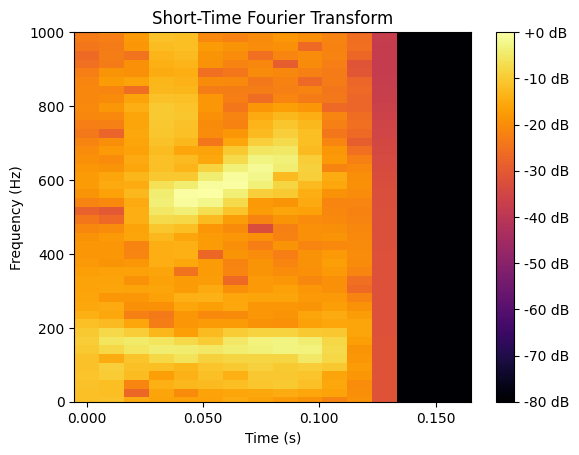 Short-Time Fourier Transform
1000
800
600
400
200
0
Frequency (Hz)
0.000
0.050
0.100
0.150
Time (s)
+0 dB
-10 dB
-20 dB
-30 dB
-40 dB
-50 dB
-60 dB
-70 dB
-80 dB